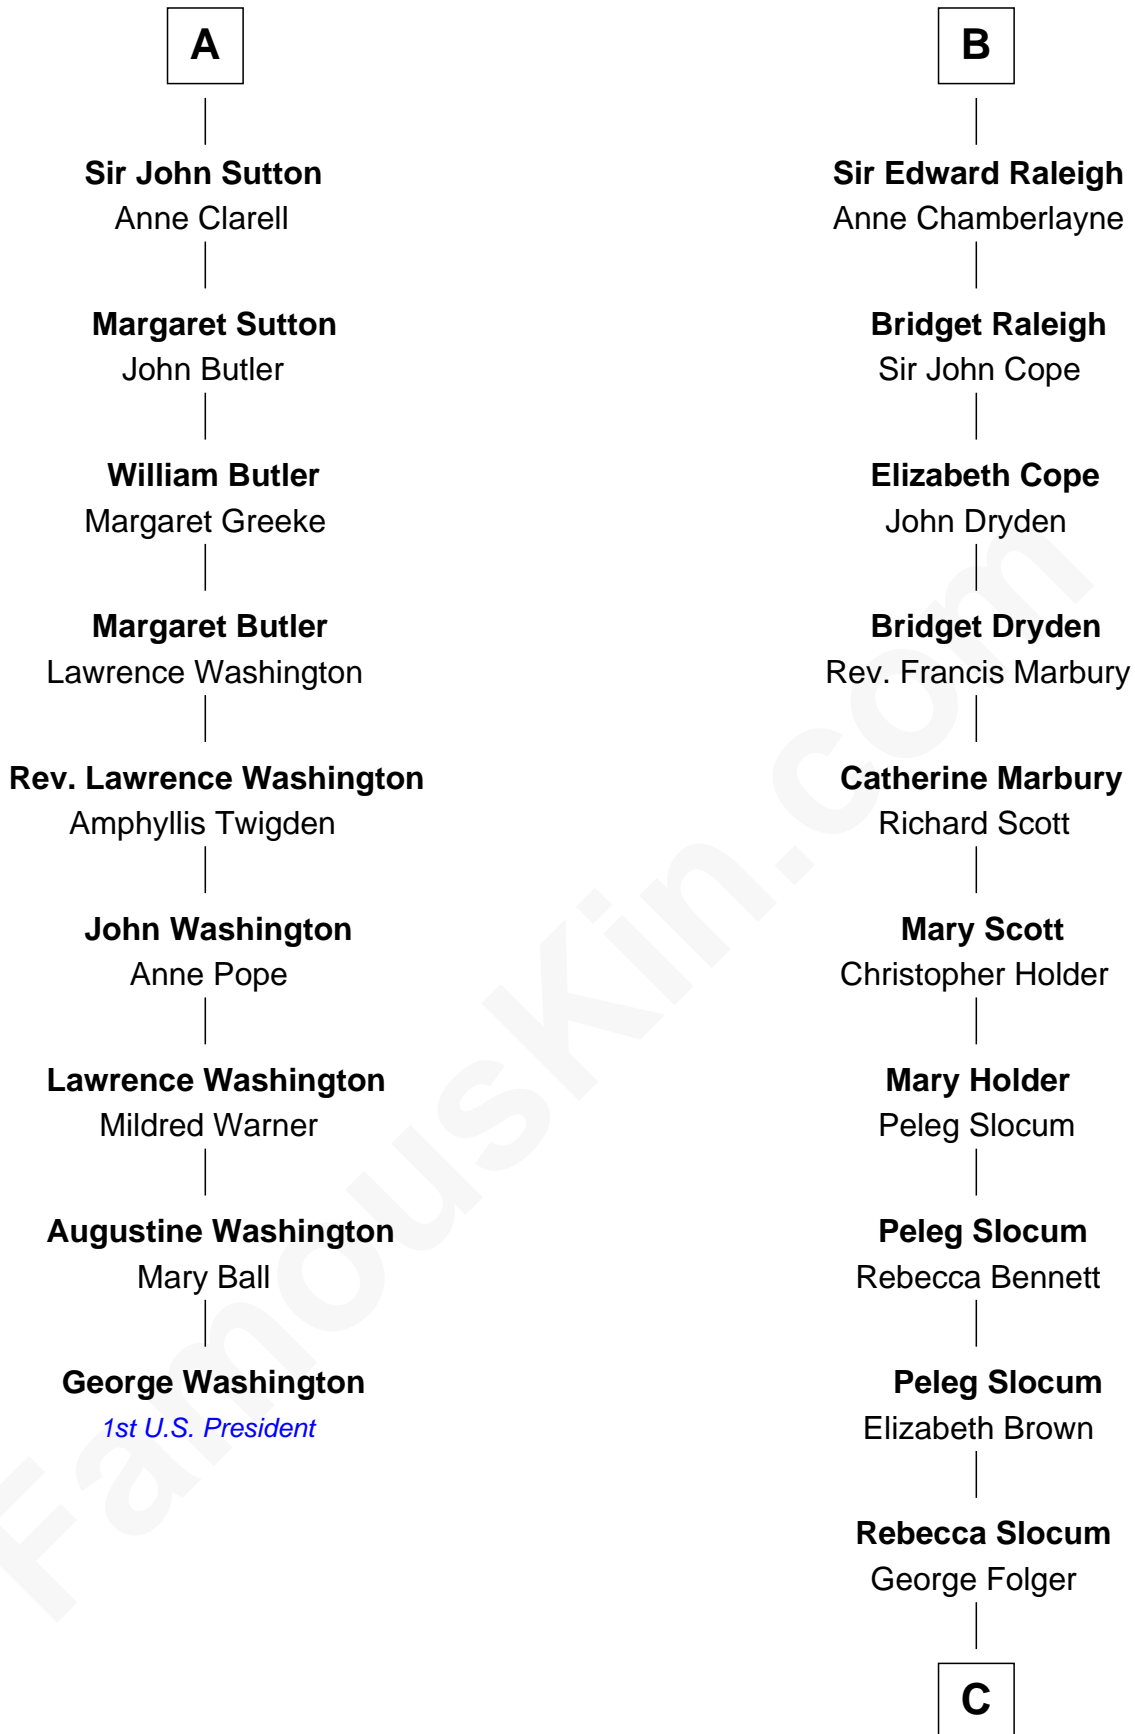 A
Sir John Sutton
Anne Clarell
Margaret Sutton
John Butler
William Butler
Margaret Greeke
Margaret Butler
Lawrence Washington
Rev. Lawrence Washington
Amphyllis Twigden
John Washington
Anne Pope
Lawrence Washington
Mildred Warner
Augustine Washington
Mary Ball
George Washington
1st U.S. President
B
Sir Edward Raleigh
Anne Chamberlayne
Bridget Raleigh
Sir John Cope
Elizabeth Cope
John Dryden
Bridget Dryden
Rev. Francis Marbury
Catherine Marbury
Richard Scott
Mary Scott
Christopher Holder
Mary Holder
Peleg Slocum
Peleg Slocum
Rebecca Bennett
Peleg Slocum
Elizabeth Brown
Rebecca Slocum
George Folger
C
FamousKin.com